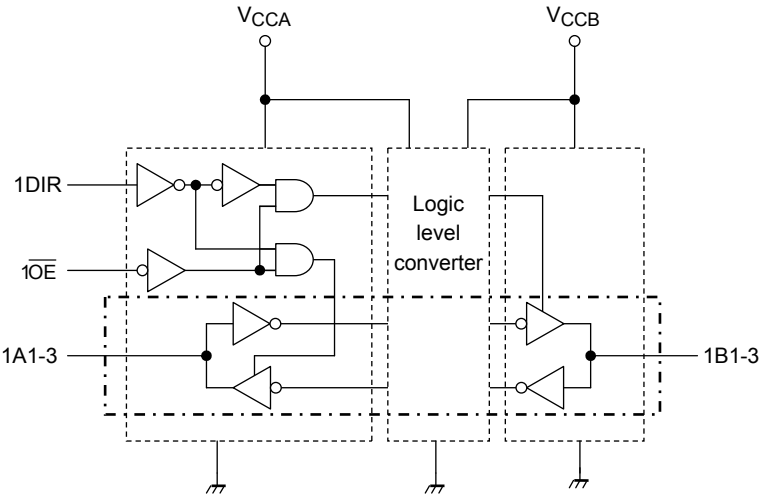 VCCA
VCCB
1DIR
Logic
level
converter
1OE
1A1-3
1B1-3